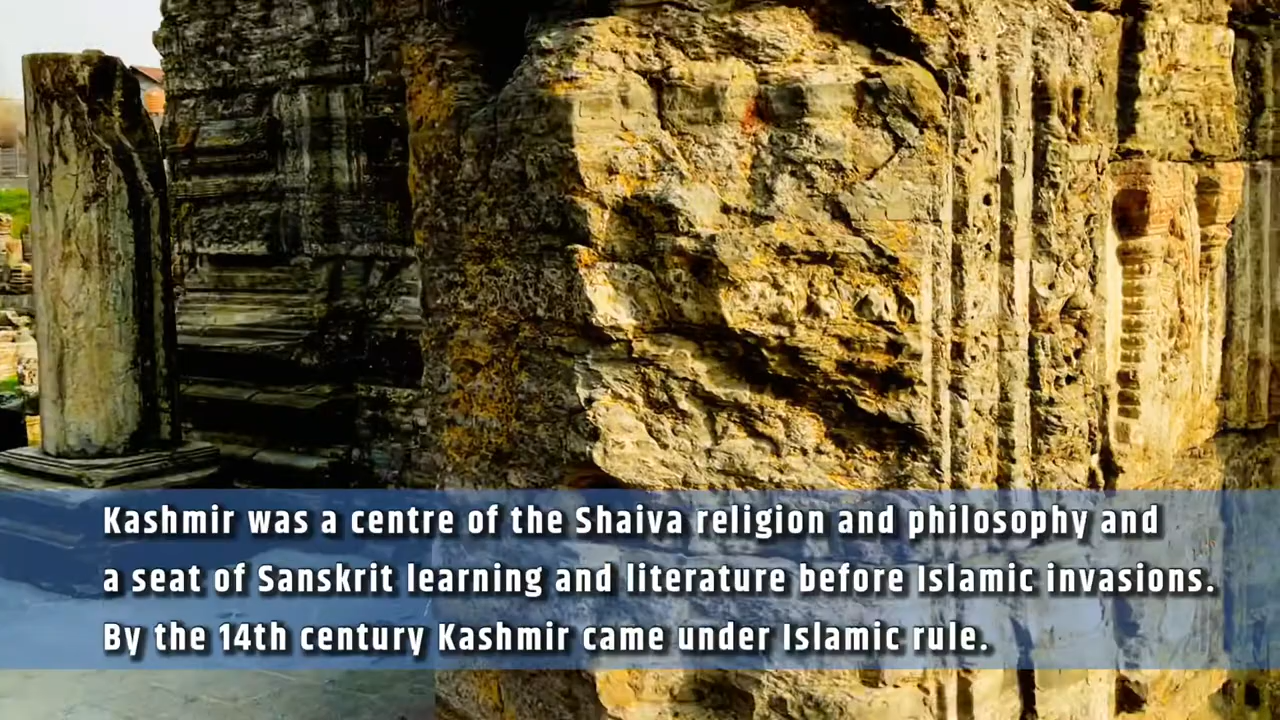 Kashmir was a centre of the Shaiva religion and philosophy and
a seat of Sanskrit learning and literature before Islamic invasions.
By the 14th century Kashmir came under Islamic rule.